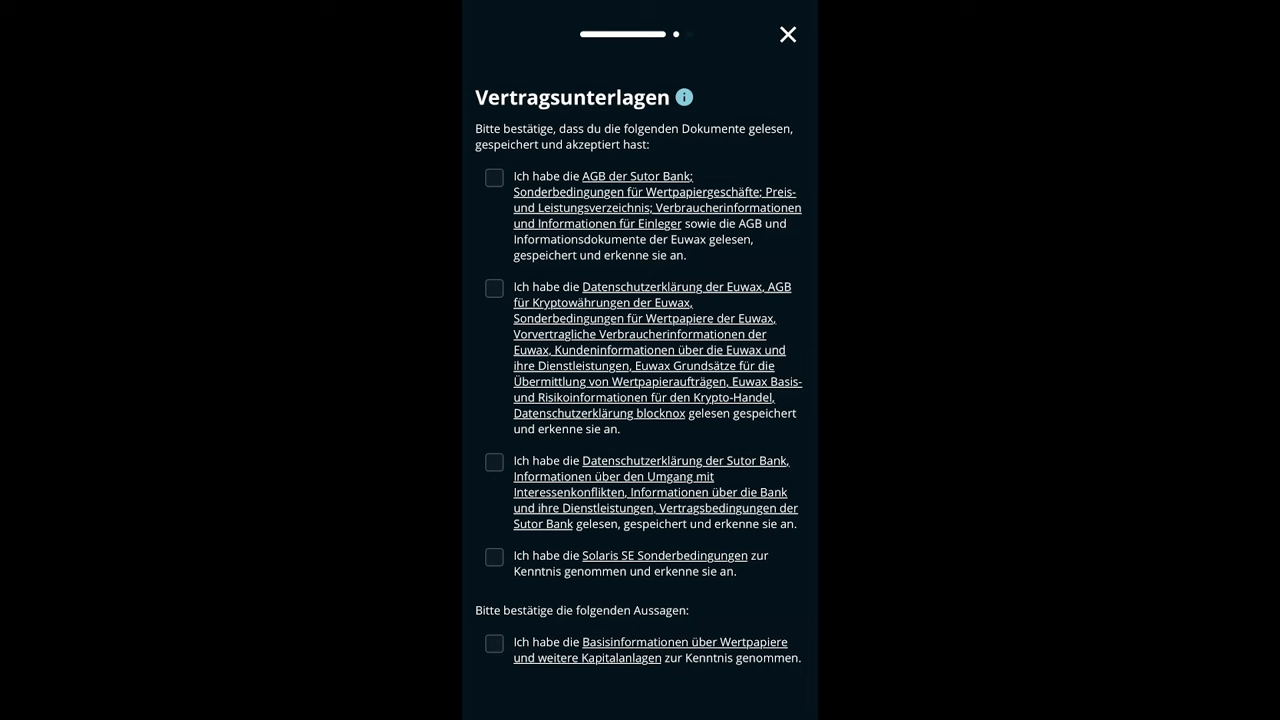 Vertragsunterlagen i
Bitte bestätige, dass du die folgenden Dokumente gelesen,
gespeichert und akzeptiert hast:
Ich habe die AGB der Sutor Bank;
Sonderbedingungen für Wertpapiergeschäfte; Preis-
und Leistungsverzeichnis; Verbraucherinformationen
und Informationen für Einleger sowie die AGB und
Informationsdokumente der Euwax gelesen,
gespeichert und erkenne sie an.
Ich habe die Datenschutzerklärung der Euwax, AGB
für Kryptowährungen der Euwax,
Sonderbedingungen für Wertpapiere der Euwax,
Vorvertragliche Verbraucherinformationen der
Euwax, Kundeninformationen über die Euwax und
ihre Dienstleistungen, Euwax Grundsätze für die
Übermittlung von Wertpapieraufträgen, Euwax Basis-
und Risikoinformationen für den Krypto-Handel,
Datenschutzerklärung blocknox gelesen gespeichert
und erkenne sie an.
Ich habe die Datenschutzerklärung der Sutor Bank,
Informationen über den Umgang mit
Interessenkonflikten, Informationen über die Bank
und ihre Dienstleistungen, Vertragsbedingungen der
Sutor Bank gelesen, gespeichert und erkenne sie an.
Ich habe die Solaris SE Sonderbedingungen zur
Kenntnis genommen und erkenne sie an.
Bitte bestätige die folgenden Aussagen:
Ich habe die Basisinformationen über Wertpapiere
und weitere Kapitalanlagen zur Kenntnis genommen.